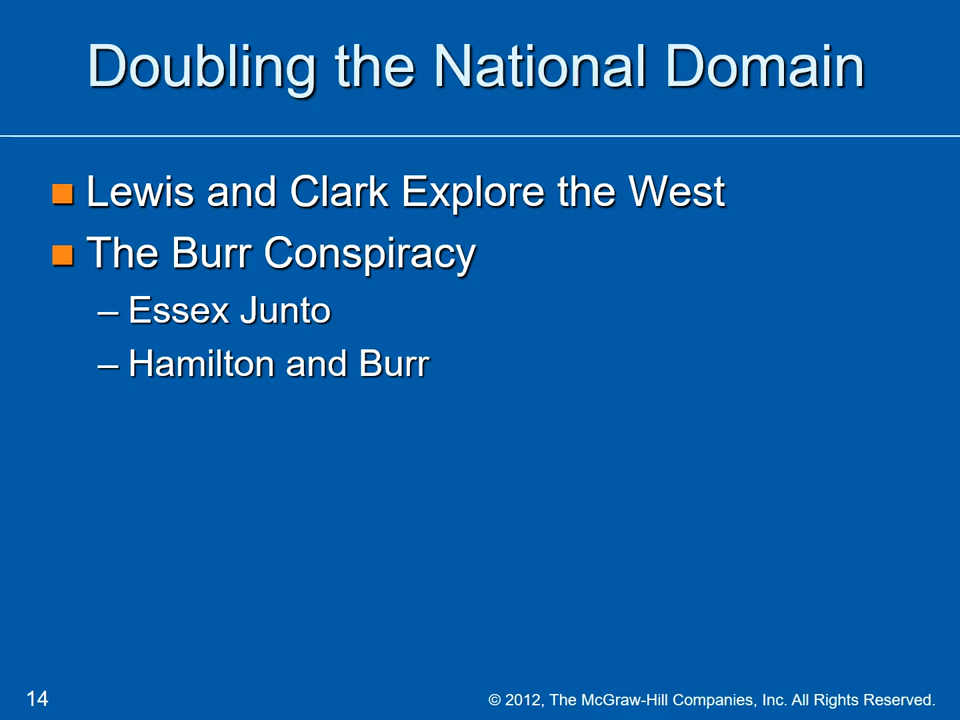 Doubling the National Domain
Lewis and Clark Explore the West
The Burr Conspiracy
– Essex Junto
– Hamilton and Burr
14
© 2012, The McGraw-Hill Companies, Inc. All Rights Reserved.